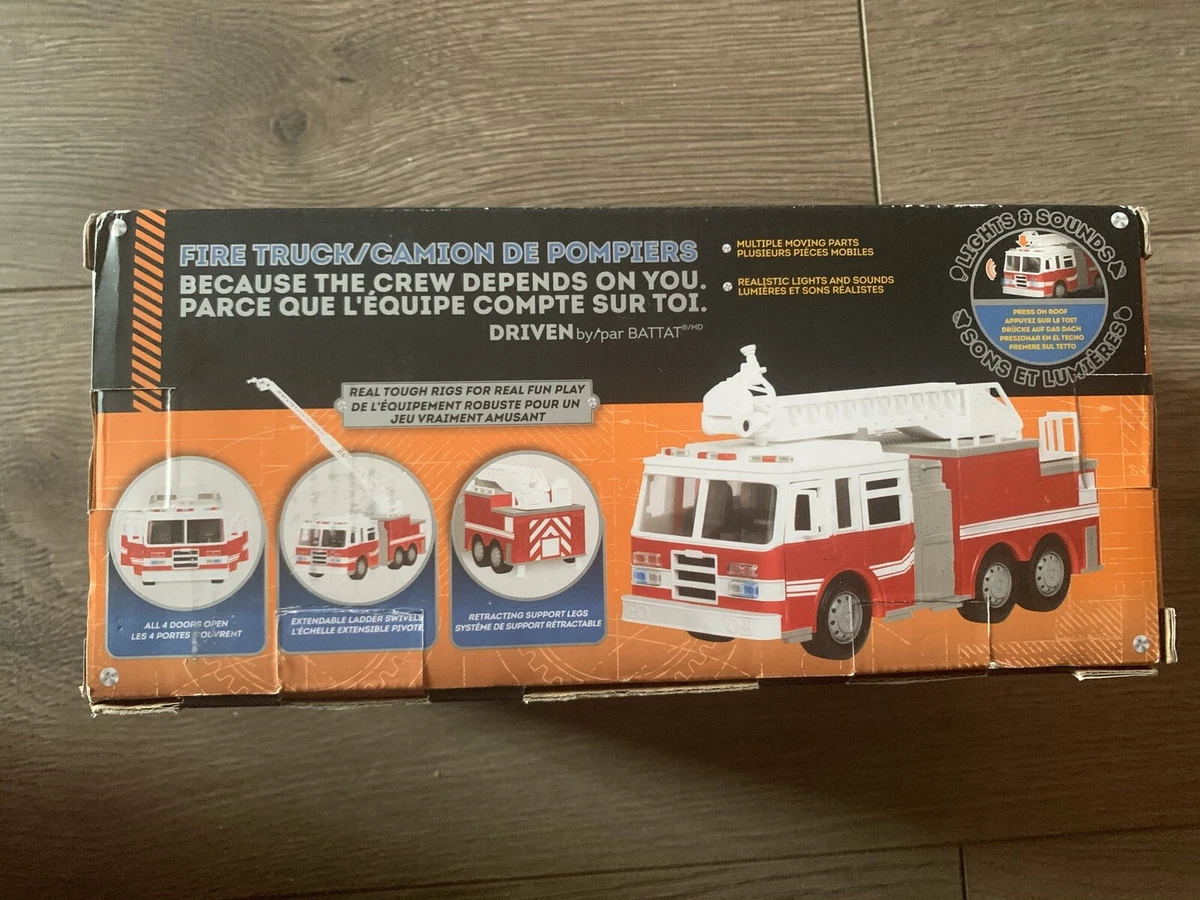 FIRE TRUCK/CAMION DE POMPIERS
BECAUSE THE CREW DEPENDS ON YOU.
PARCE QUE L'ÉQUIPE COMPTE SUR TOI.
DRIVEN by/par BATTAT®/MD
MULTIPLE MOVING PARTS
PLUSIEURS PIÈCES MOBILES
REALISTIC LIGHTS AND SOUNDS
LUMIÈRES ET SONS RÉALISTES
LIGHTS & SOUNDS
PRESS ON ROOF
APPUYEZ SUR LE TOIT
DRÜCKE AUF DAS DACH
PRESIONAR EN EL TECHO
PREMERE SUL TETTO
SONS ET LUMIÈRES
REAL TOUGH RIGS FOR REAL FUN PLAY
DE L'ÉQUIPEMENT ROBUSTE POUR UN
JEU VRAIMENT AMUSANT
ALL 4 DOORS OPEN
LES 4 PORTES S'OUVRENT
EXTENDABLE LADDER SWIVELS
L'ÉCHELLE EXTENSIBLE PIVOTE
RETRACTING SUPPORT LEGS
SYSTÈME DE SUPPORT RÉTRACTABLE